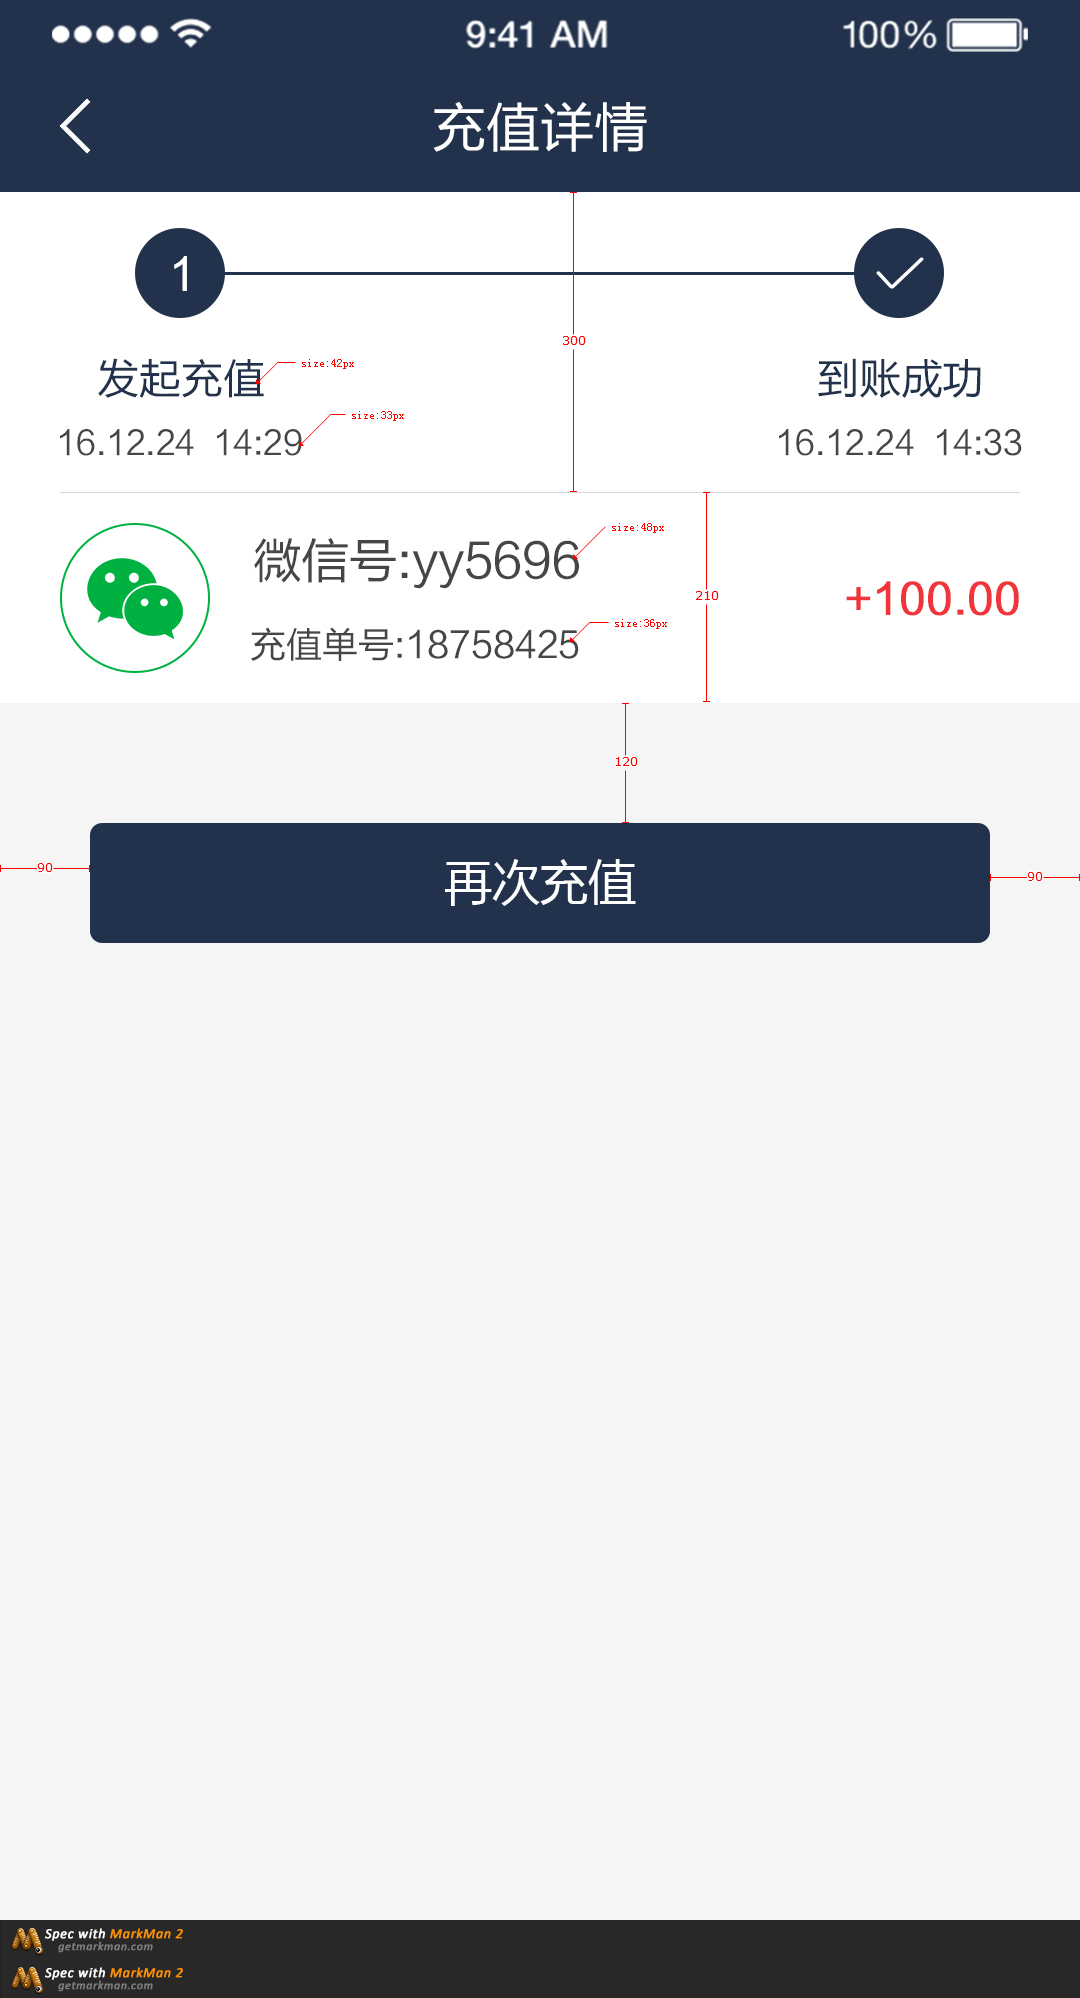 9:41 AM
100%
充值详情
1
300
发起充值
size:42px
到账成功
size:33px
16.12.24 14:29
16.12.24 14:33
size:48px
微信号:yy5696
210
+100.00
size:36px
充值单号:18758425
120
90
再次充值
90
Spec with MarkMan 2
getmarkman.com
Spec with MarkMan 2
getmarkman.com